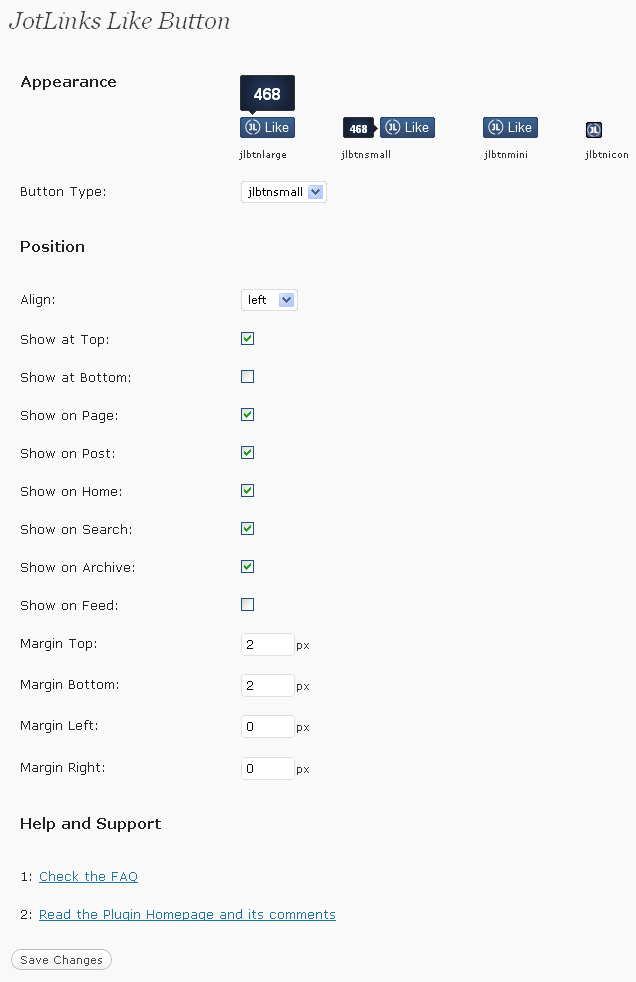 JotLinks Like Button
Appearance
468
JL Like
468 JL Like
JL Like
JL
jlbtnlarge
jlbtnsmall
jlbtnmini
jlbtnicon
Button Type: jlbtnsmall
Position
Align: left
Show at Top:
Show at Bottom:
Show on Page:
Show on Post:
Show on Home:
Show on Search:
Show on Archive:
Show on Feed:
Margin Top: 2 px
Margin Bottom: 2 px
Margin Left: 0 px
Margin Right: 0 px
Help and Support
1: Check the FAQ
2: Read the Plugin Homepage and its comments
Save Changes